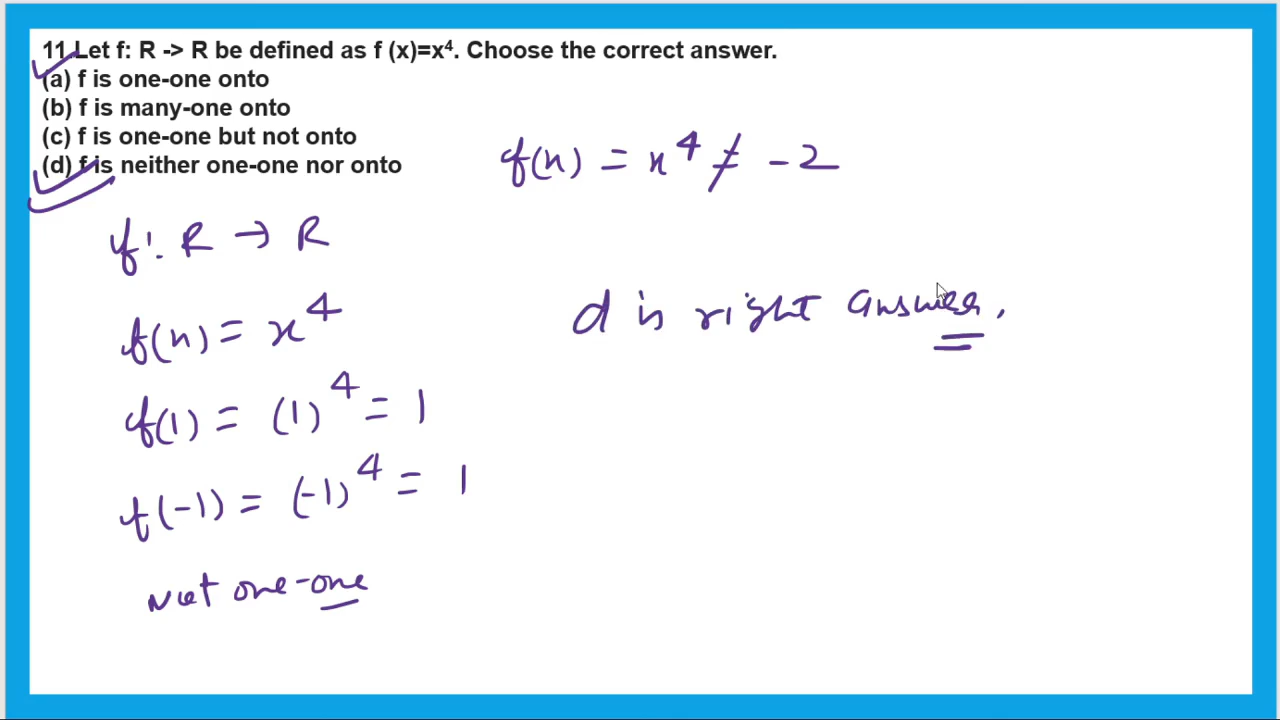 11.Let f: R -> R be defined as f (x)=x⁴. Choose the correct answer.
(a) f is one-one onto
(b) f is many-one onto
(c) f is one-one but not onto
(d) f is neither one-one nor onto
f(x) = x⁴ ≠ -2
f: R → R
f(x) = x⁴
f(1) = (1)⁴ = 1
f(-1) = (-1)⁴ = 1
Not one-one
d is right answer.